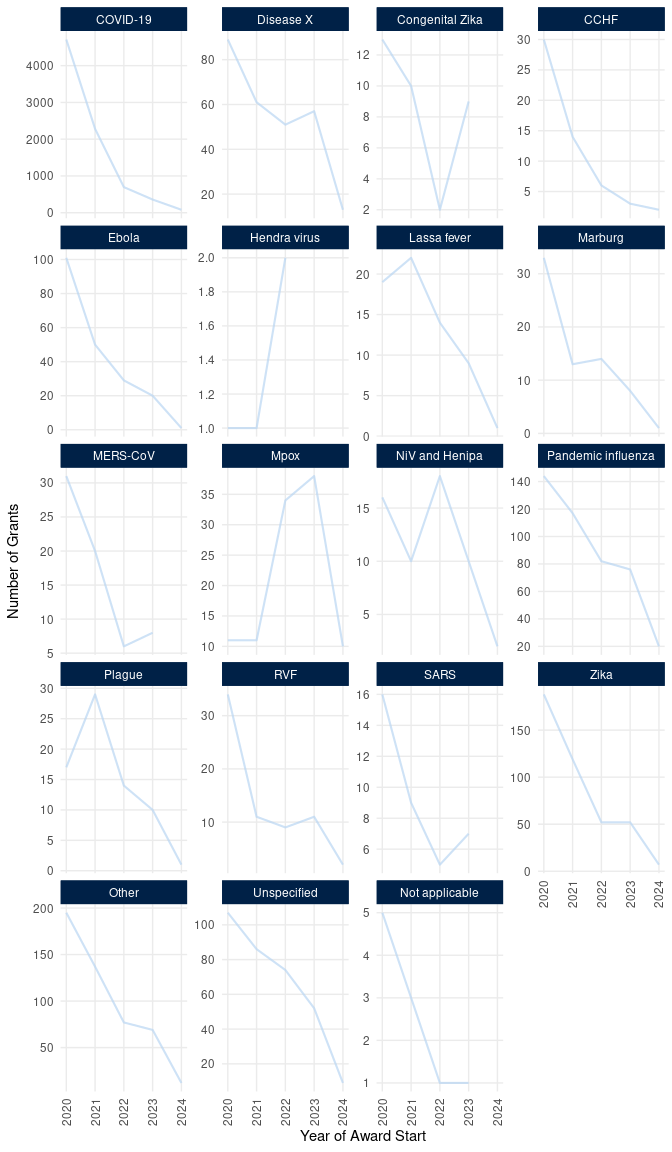 COVID-19 Disease X Congenital Zika CCHF
4000 3000 2000 1000 0
80 60 40 20
12 10 8 6 4 2
30 25 20 15 10 5
Ebola Hendra virus Lassa fever Marburg
100 80 60 40 20 0
2.0 1.8 1.6 1.4 1.2 1.0
20 15 10 5 0
30 20 10 0
MERS-CoV Mpox NiV and Henipa Pandemic influenza
30 25 20 15 10 5
35 30 25 20 15 10
15 10 5
140 120 100 80 60 40 20
Number of Grants
Plague RVF SARS Zika
30 25 20 15 10 5 0
30 20 10
16 14 12 10 8 6
150 100 50 0
2020 2021 2022 2023 2024
Other Unspecified Not applicable
200 150 100 50
100 80 60 40 20
5 4 3 2 1
2020 2021 2022 2023 2024
2020 2021 2022 2023 2024
2020 2021 2022 2023 2024
Year of Award Start